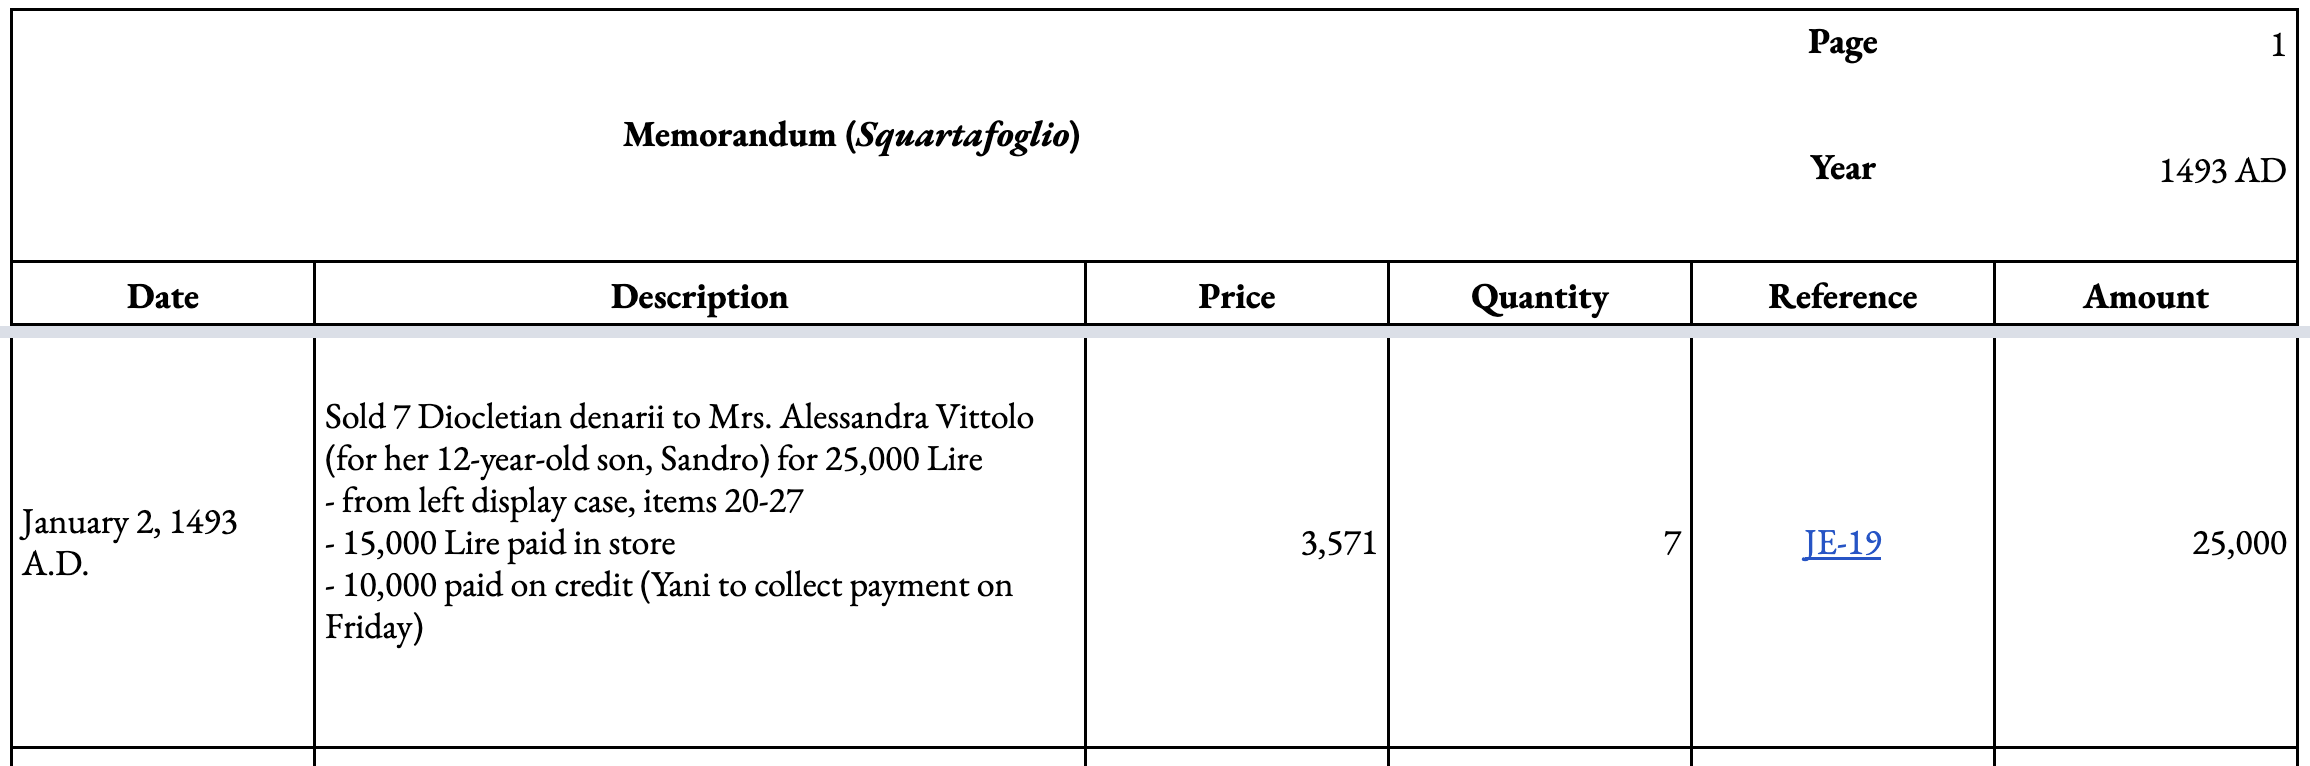 Page 1
Memorandum (Squartafoglio)
Year 1493 AD
Date Description Price Quantity Reference Amount
Sold 7 Diocletian denarii to Mrs. Alessandra Vittolo
(for her 12-year-old son, Sandro) for 25,000 Lire
- from left display case, items 20-27
January 2, 1493
A.D.
- 15,000 Lire paid in store
- 10,000 paid on credit (Yani to collect payment on
Friday)
3,571 7 JE-19 25,000